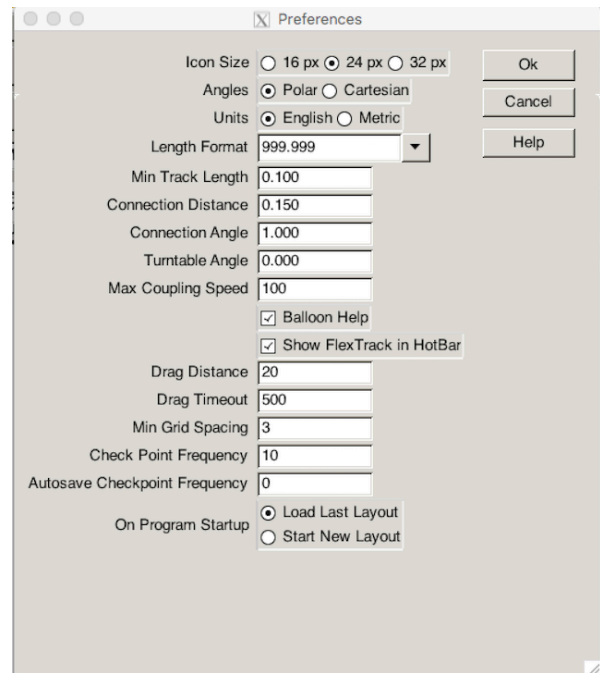 Preferences
Icon Size 16 px 24 px 32 px
Ok
Angles Polar Cartesian
Cancel
Units English Metric
Length Format 999.999
Help
Min Track Length 0.100
Connection Distance 0.150
Connection Angle 1.000
Turntable Angle 0.000
Max Coupling Speed 100
Balloon Help
Show FlexTrack in HotBar
Drag Distance 20
Drag Timeout 500
Min Grid Spacing 3
Check Point Frequency 10
Autosave Checkpoint Frequency 0
On Program Startup Load Last Layout
Start New Layout